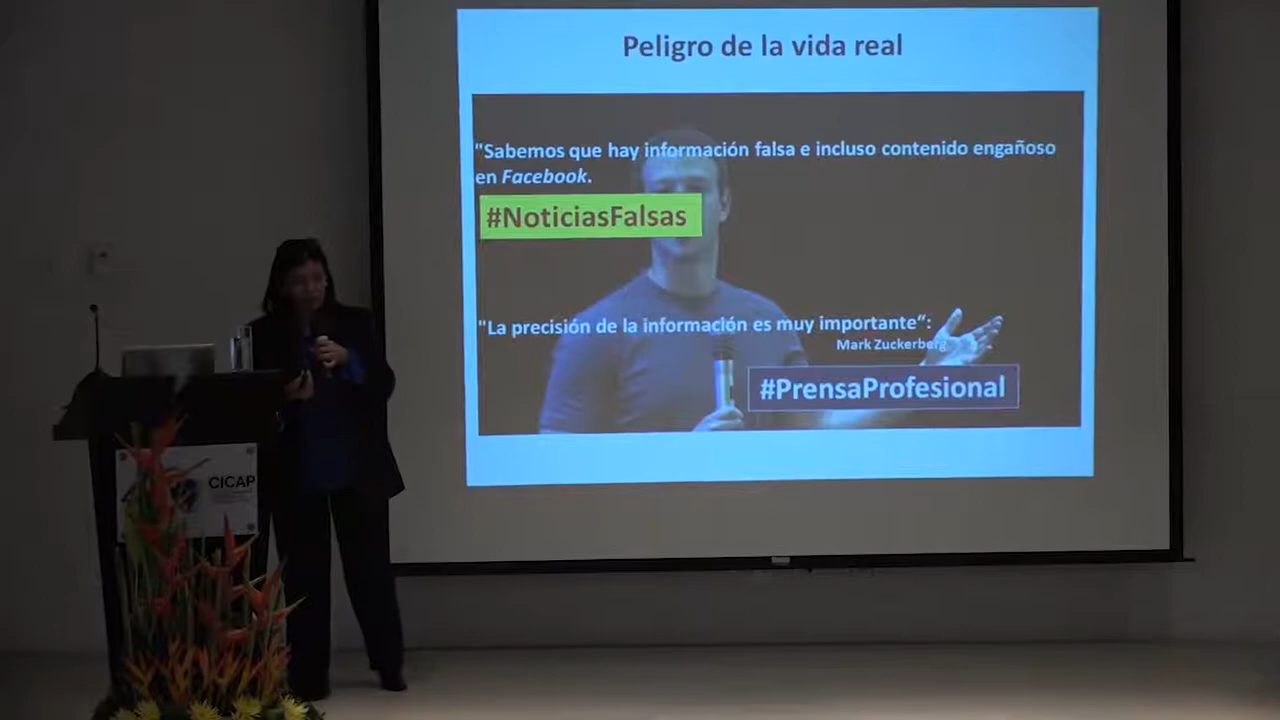 Peligro de la vida real
"Sabemos que hay información falsa e incluso contenido engañoso
en Facebook.
#NoticiasFalsas
"La precisión de la información es muy importante“:
Mark Zuckerberg
#PrensaProfesional
CICAP